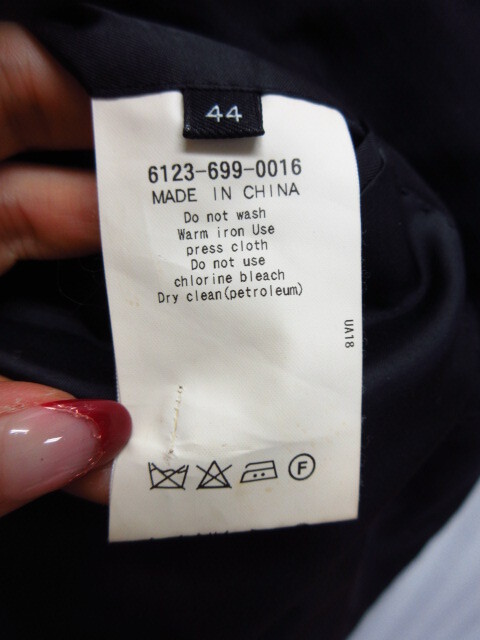 44
6123-699-0016
MADE IN CHINA
Do not wash
Warm iron Use
press cloth
Do not use
chlorine bleach
Dry clean(petroleum)
UA18
F